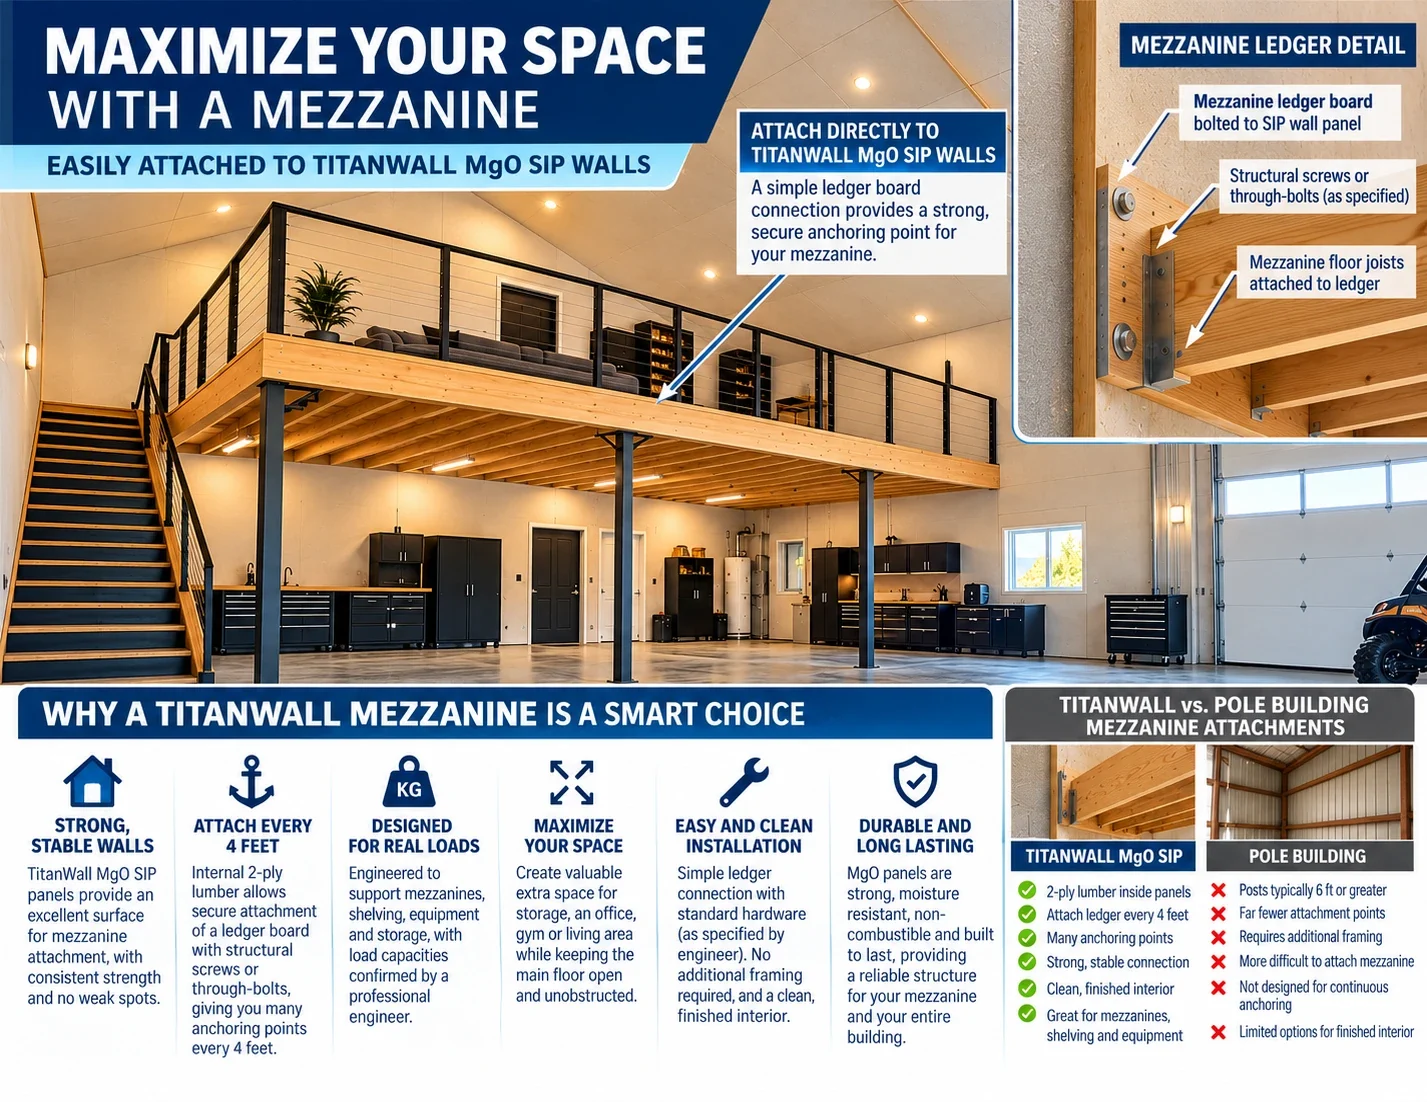 MAXIMIZE YOUR SPACE
WITH A MEZZANINE
EASILY ATTACHED TO TITANWALL MgO SIP WALLS
ATTACH DIRECTLY TO
TITANWALL MgO SIP WALLS
A simple ledger board
connection provides a strong,
secure anchoring point for
your mezzanine.
MEZZANINE LEDGER DETAIL
Mezzanine ledger board
bolted to SIP wall panel
Structural screws or
through-bolts (as specified)
Mezzanine floor joists
attached to ledger
WHY A TITANWALL MEZZANINE IS A SMART CHOICE
STRONG,
STABLE WALLS
TitanWall MgO SIP
panels provide an
excellent surface
for mezzanine
attachment, with
consistent strength
and no weak spots.
ATTACH EVERY
4 FEET
Internal 2-ply
lumber allows
secure attachment
of a ledger board
with structural
screws or
through-bolts,
giving you many
anchoring points
every 4 feet.
KG
DESIGNED
FOR REAL LOADS
Engineered to
support mezzanines,
shelving, equipment
and storage, with
load capacities
confirmed by a
professional
engineer.
MAXIMIZE
YOUR SPACE
Create valuable
extra space for
storage, an office,
gym or living area
while keeping the
main floor open
and unobstructed.
EASY AND CLEAN
INSTALLATION
Simple ledger
connection with
standard hardware
(as specified by
engineer). No
additional framing
required, and a clean,
finished interior.
DURABLE AND
LONG LASTING
MgO panels are
strong, moisture
resistant, non-
combustible and built
to last, providing
a reliable structure
for your mezzanine
and your entire
building.
TITANWALL vs. POLE BUILDING
MEZZANINE ATTACHMENTS
TITANWALL MgO SIP
2-ply lumber inside panels
Attach ledger every 4 feet
Many anchoring points
Strong, stable connection
Clean, finished interior
Great for mezzanines,
shelving and equipment
POLE BUILDING
Posts typically 6 ft or greater
Far fewer attachment points
Requires additional framing
More difficult to attach mezzanine
Not designed for continuous
anchoring
Limited options for finished interior